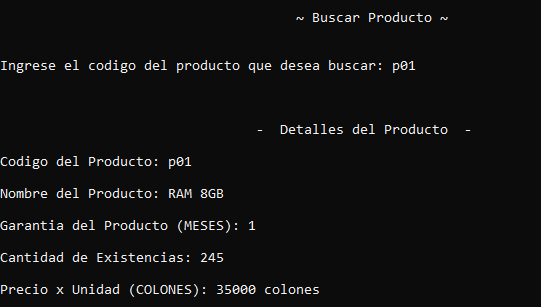 ~ Buscar Producto ~
Ingrese el codigo del producto que desea buscar: p01
- Detalles del Producto -
Codigo del Producto: p01
Nombre del Producto: RAM 8GB
Garantia del Producto (MESES): 1
Cantidad de Existencias: 245
Precio x Unidad (COLONES): 35000 colones